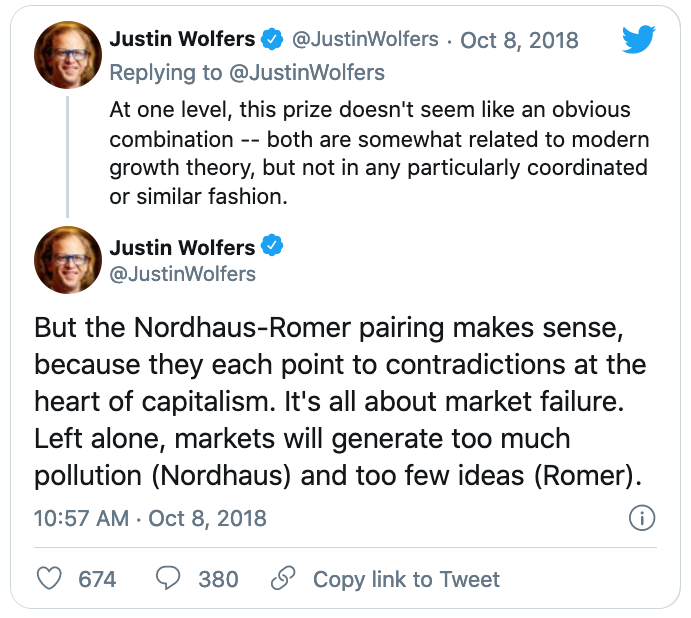 Justin Wolfers @JustinWolfers · Oct 8, 2018
Replying to @JustinWolfers
At one level, this prize doesn't seem like an obvious
combination -- both are somewhat related to modern
growth theory, but not in any particularly coordinated
or similar fashion.
Justin Wolfers
@JustinWolfers
But the Nordhaus-Romer pairing makes sense,
because they each point to contradictions at the
heart of capitalism. It's all about market failure.
Left alone, markets will generate too much
pollution (Nordhaus) and too few ideas (Romer).
10:57 AM · Oct 8, 2018
674 380 Copy link to Tweet